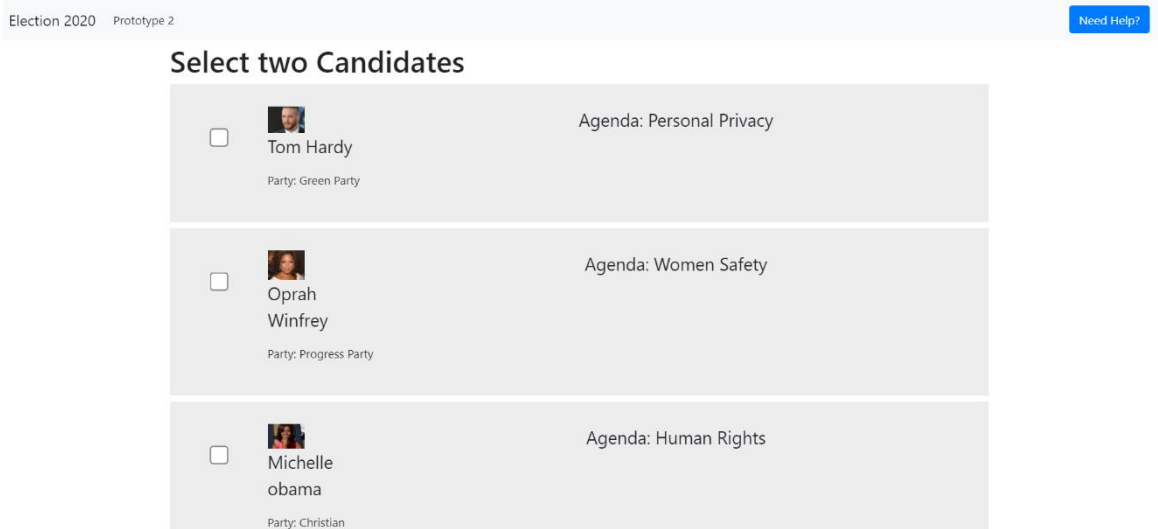 Election 2020 Prototype 2 Need Help?
Select two Candidates
Agenda: Personal Privacy
Tom Hardy
Party: Green Party
Agenda: Women Safety
Oprah
Winfrey
Party: Progress Party
Agenda: Human Rights
Michelle
obama
Party: Christian